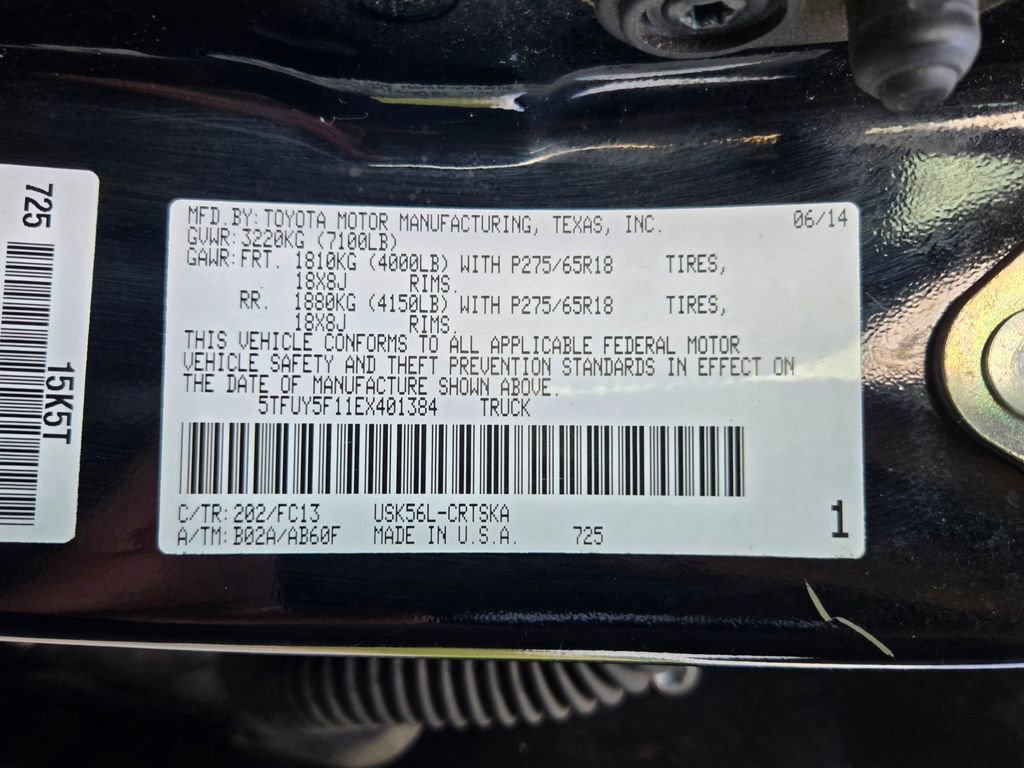 725
15K5T
MFD.BY:TOYOTA MOTOR MANUFACTURING, TEXAS, INC. 06/14
GVWR:3220KG (7100LB)
GAWR:FRT. 1810KG (4000LB) WITH P275/65R18 TIRES,
18X8J RIMS.
RR. 1880KG (4150LB) WITH P275/65R18 TIRES,
18X8J RIMS.
THIS VEHICLE CONFORMS TO ALL APPLICABLE FEDERAL MOTOR
VEHICLE SAFETY AND THEFT PREVENTION STANDARDS IN EFFECT ON
THE DATE OF MANUFACTURE SHOWN ABOVE.
5TFUY5F11EX401384 TRUCK
C/TR:202/FC13 USK56L-CRTSKA
A/TM:B02A/AB60F MADE IN U.S.A. 725
1